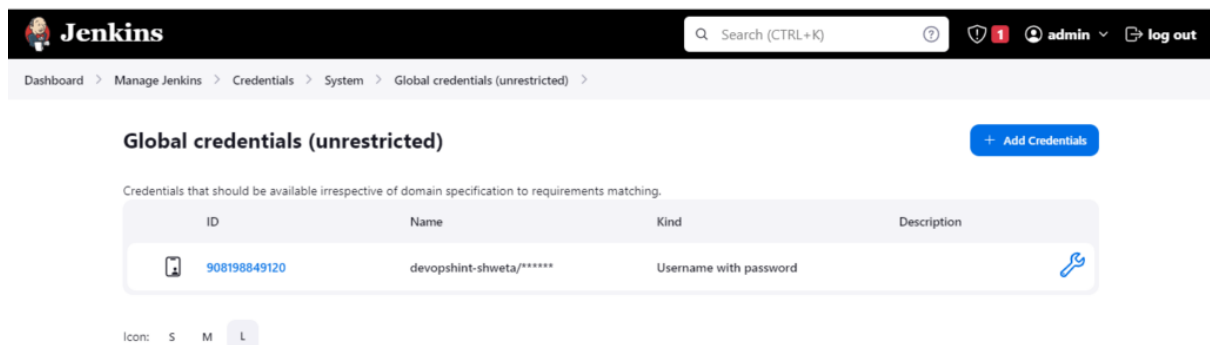 Jenkins Search (CTRL+K) ? 1 admin log out
Dashboard > Manage Jenkins > Credentials > System > Global credentials (unrestricted) >
Global credentials (unrestricted) + Add Credentials
Credentials that should be available irrespective of domain specification to requirements matching.
ID Name Kind Description
908198849120 devopshint-shweta/****** Username with password
Icon: S M L